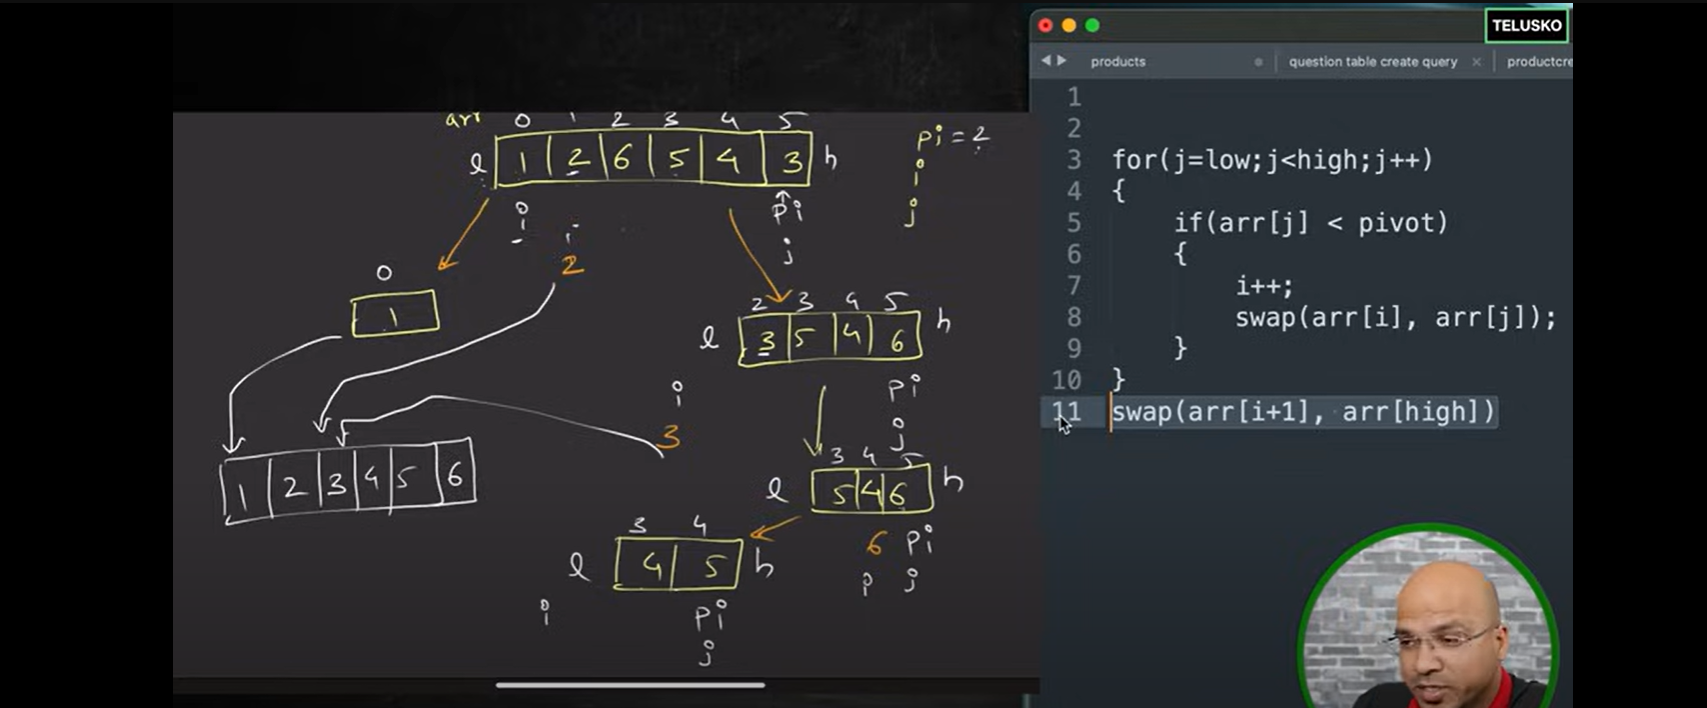 TELUSKO
products
question table create query
productcre
arr 0 1 2 3 4 5
l 1 2 6 5 4 3 h
pi = 2
i
j
i i pi
2 j
0
1
2 3 4 5
l 3 5 4 6 h
pi
j
i
3
3 4 5
l 5 4 6 h
6 pi
p j
3 4
l 4 5 h
i pi
j
1 2 3 4 5 6
1
2
3 for(j=low;j<high;j++)
4 {
5 if(arr[j] < pivot)
6 {
7 i++;
8 swap(arr[i], arr[j]);
9 }
10 }
11 swap(arr[i+1], arr[high])